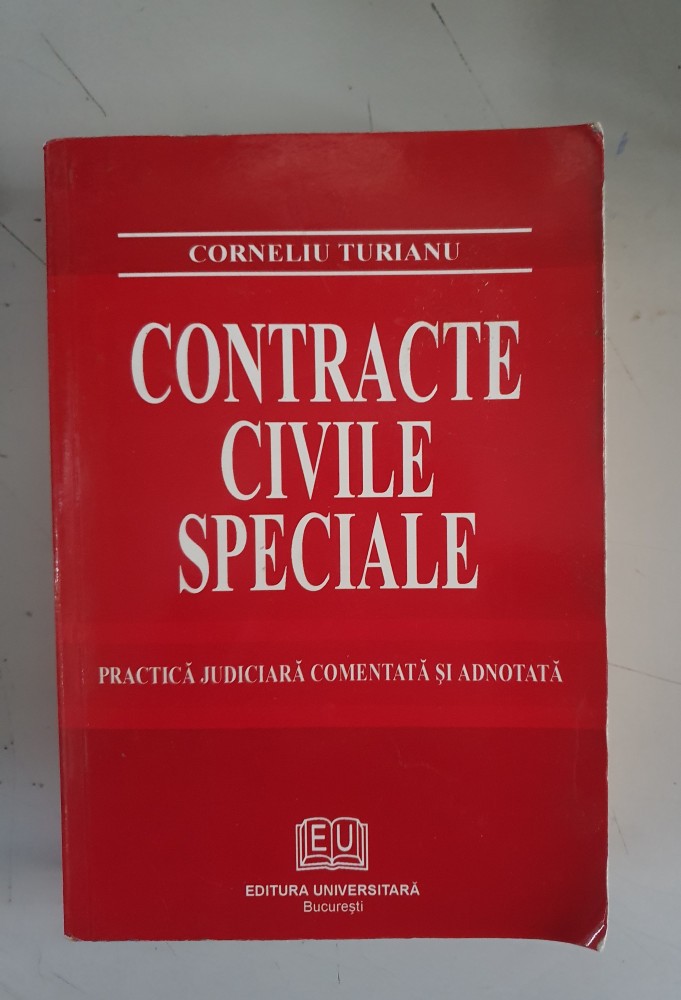 CORNELIU TURIANU
CONTRACTE
CIVILE
SPECIALE
PRACTICĂ JUDICIARĂ COMENTATĂ ŞI ADNOTATĂ
EU
EDITURA UNIVERSITARĂ
Bucureşti